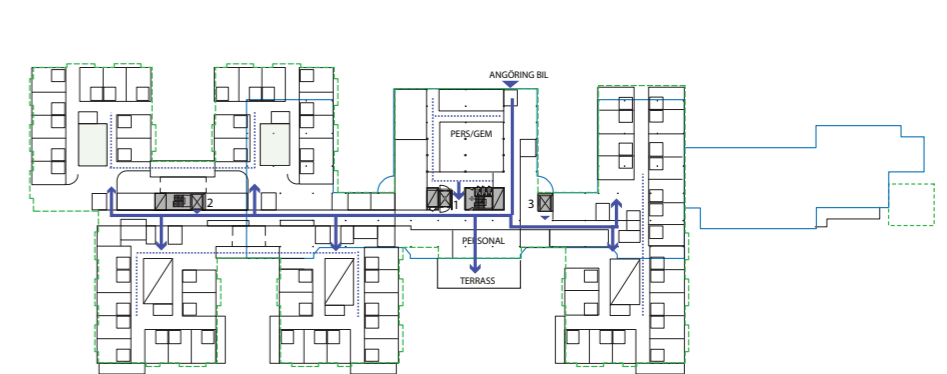 ANGÖRING BIL
PERS/GEM
2
1
3
PERSONAL
TERRASS